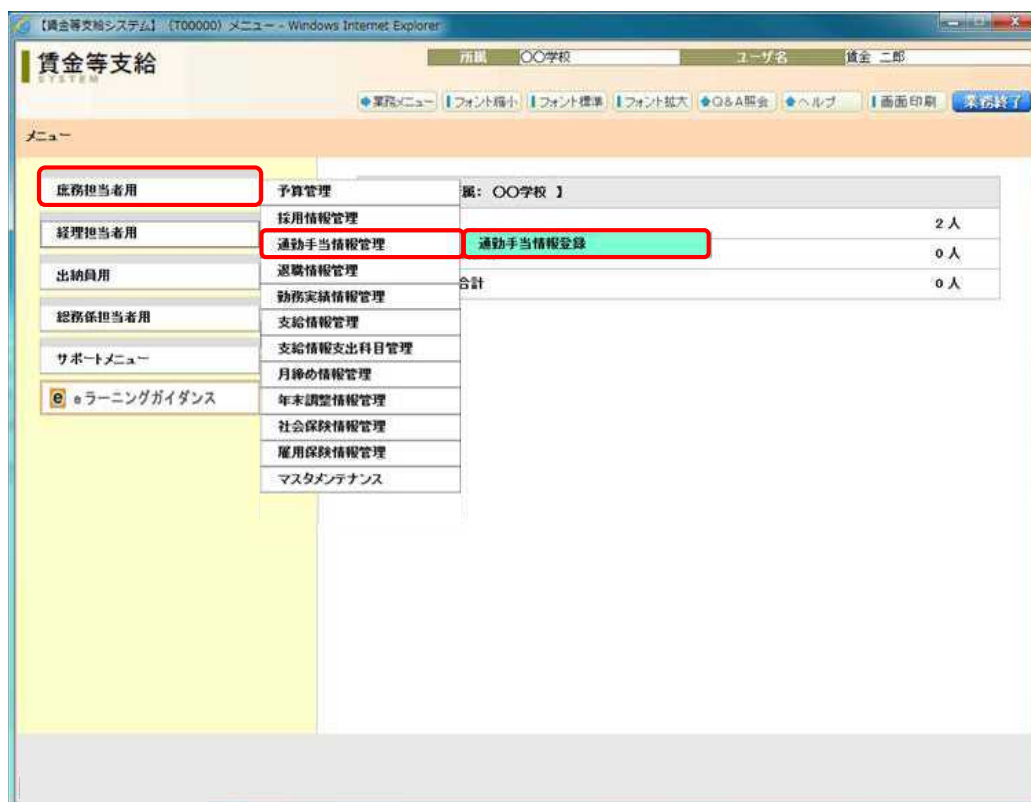 【賃金等支給システム】 (T00000) メニュー - Windows Internet Explorer
賃金等支給
SYSTEM
所属 〇〇学校 ユーザ名 賃金 二郎
業務メニュー フォント縮小 フォント標準 フォント拡大 Q&A照会 ヘルプ 画面印刷 業務終了
メニュー
庶務担当者用
経理担当者用
出納員用
総務係担当者用
サポートメニュー
e eラーニングガイダンス
予算管理
採用情報管理
通勤手当情報管理
退職情報管理
勤務実績情報管理
支給情報管理
支給情報支出科目管理
月締め情報管理
年末調整情報管理
社会保険情報管理
雇用保険情報管理
マスタメンテナンス
通勤手当情報登録
属: 〇〇学校 】
2人
0人
合計 0人